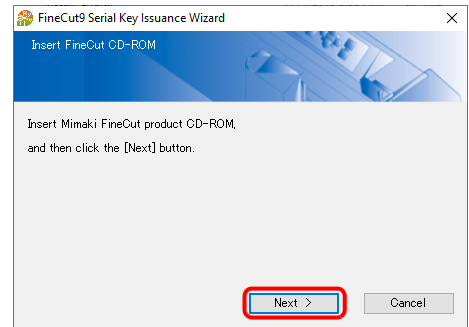 FineCut9 Serial Key Issuance Wizard
Insert FineCut CD-ROM
Insert Mimaki FineCut product CD-ROM,
and then click the [Next] button.
Next >
Cancel